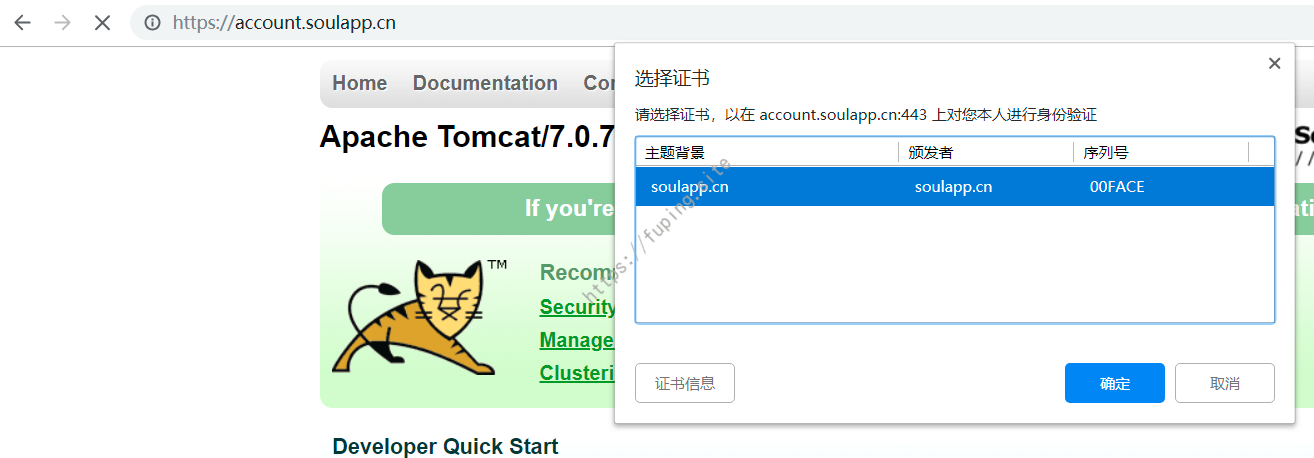 https://account.soulapp.cn
Home Documentation
Apache Tomcat/7.0.7
If you're
TM
Security
Manage
Clusteri
Developer Quick Start
选择证书
请选择证书，以在 account.soulapp.cn:443 上对您本人进行身份验证
主题背景 颁发者 序列号
soulapp.cn soulapp.cn 00FACE
证书信息 确定 取消
https://fuping.site